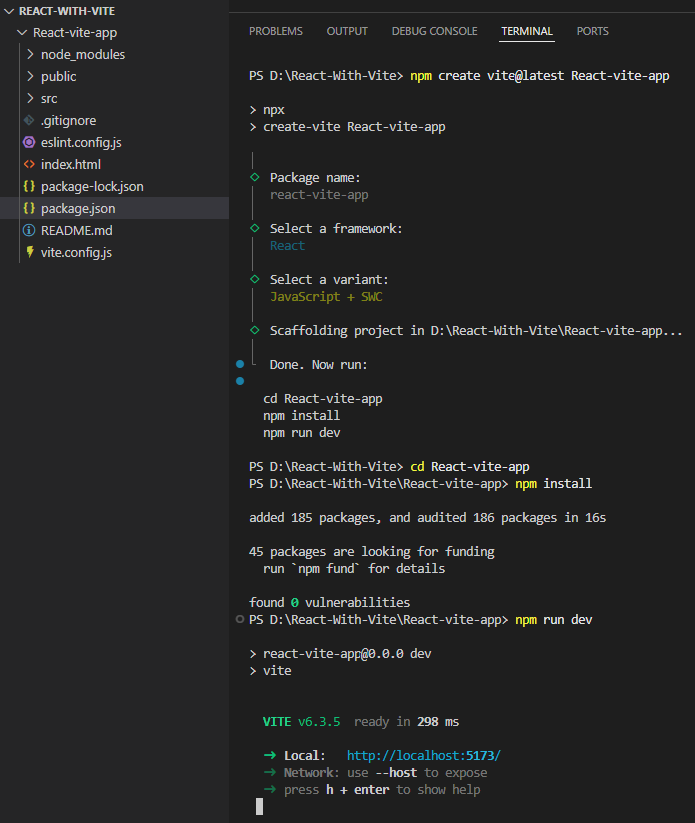 REACT-WITH-VITE
React-vite-app
node_modules
public
src
.gitignore
eslint.config.js
index.html
package-lock.json
package.json
README.md
vite.config.js
PROBLEMS OUTPUT DEBUG CONSOLE TERMINAL PORTS
PS D:\React-With-Vite> npm create vite@latest React-vite-app
> npx
> create-vite React-vite-app
Package name:
react-vite-app
Select a framework:
React
Select a variant:
JavaScript + SWC
Scaffolding project in D:\React-With-Vite\React-vite-app...
Done. Now run:
cd React-vite-app
npm install
npm run dev
PS D:\React-With-Vite> cd React-vite-app
PS D:\React-With-Vite\React-vite-app> npm install
added 185 packages, and audited 186 packages in 16s
45 packages are looking for funding
run `npm fund` for details
found 0 vulnerabilities
PS D:\React-With-Vite\React-vite-app> npm run dev
> react-vite-app@0.0.0 dev
> vite
VITE v6.3.5 ready in 298 ms
➜ Local: http://localhost:5173/
➜ Network: use --host to expose
➜ press h + enter to show help